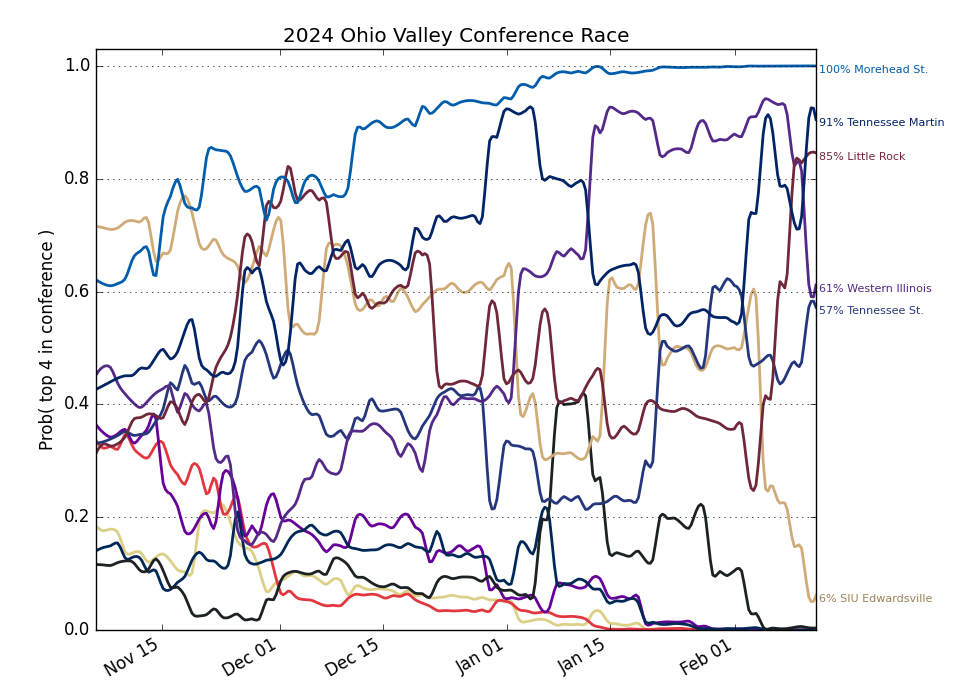 2024 Ohio Valley Conference Race
1.0
0.8
0.6
0.4
0.2
0.0
Prob( top 4 in conference )
Nov 15
Dec 01
Dec 15
Jan 01
Jan 15
Feb 01
100% Morehead St.
91% Tennessee Martin
85% Little Rock
61% Western Illinois
57% Tennessee St.
6% SIU Edwardsville